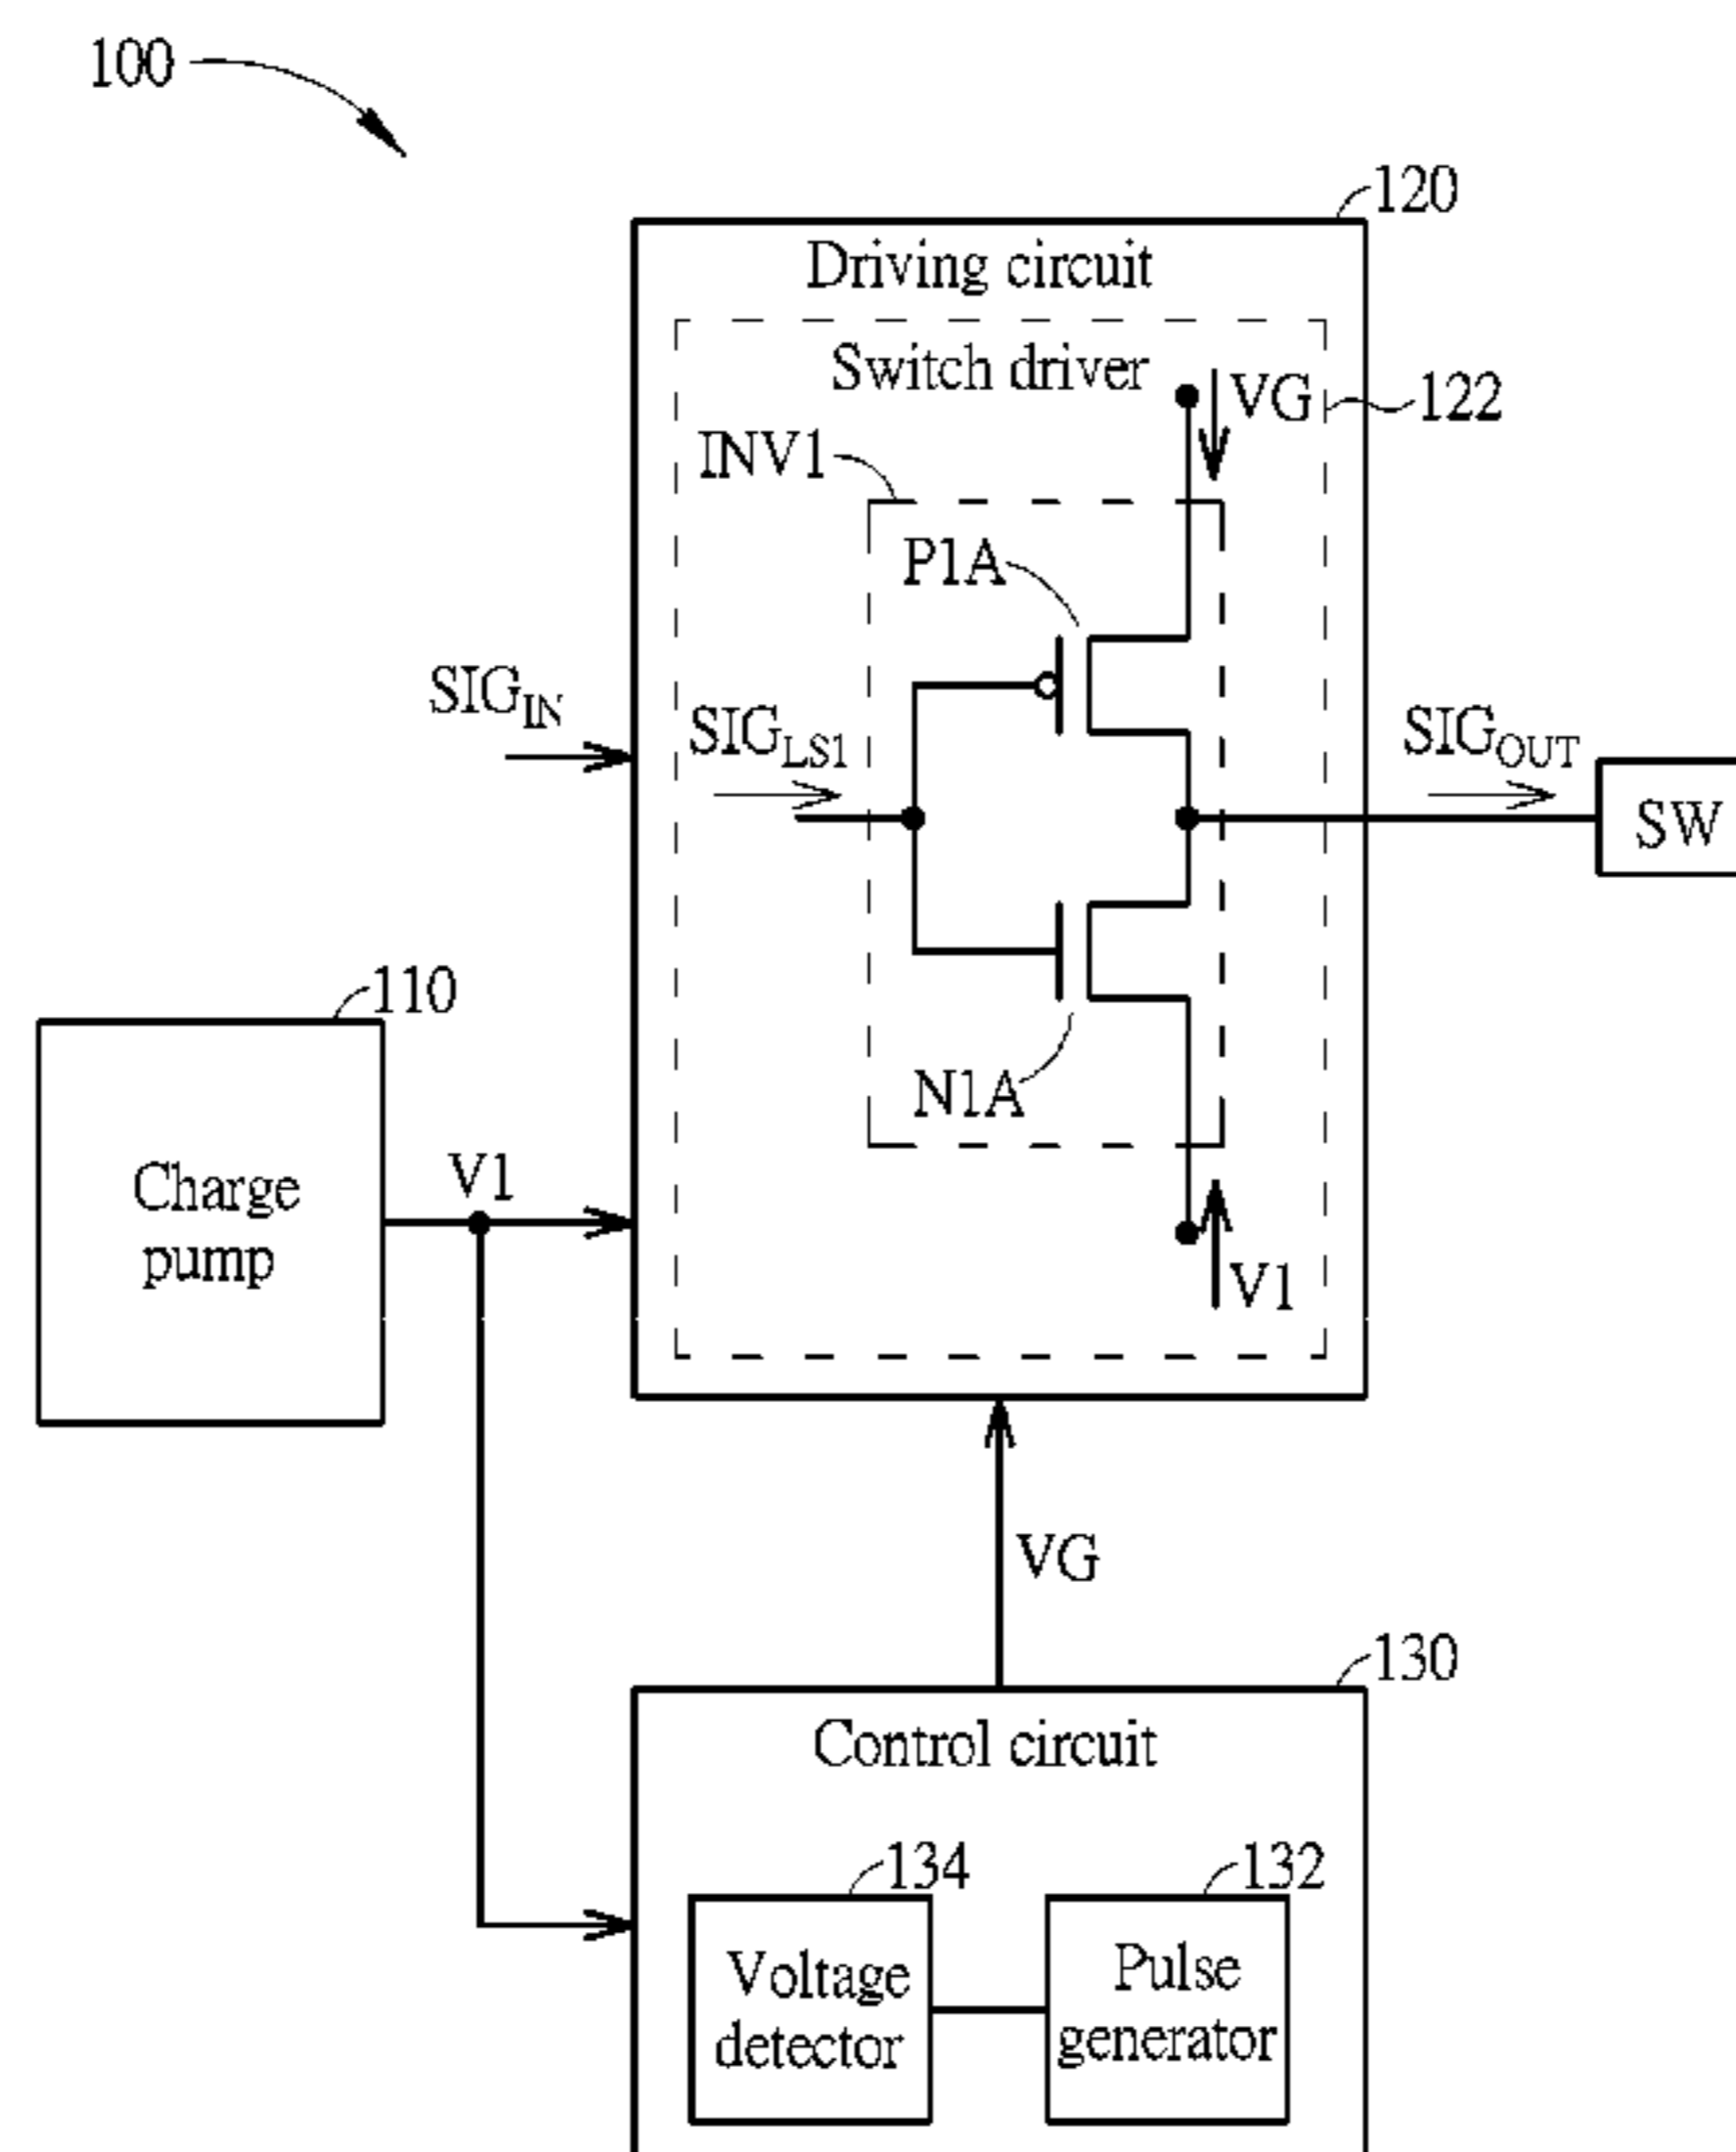 100
120
Driving circuit
Switch driver
VG
122
INV1
P1A
SIG_IN
SIG_LS1
SIG_OUT
SW
110
N1A
Charge
pump
V1
V1
VG
130
Control circuit
134
132
Voltage
detector
Pulse
generator